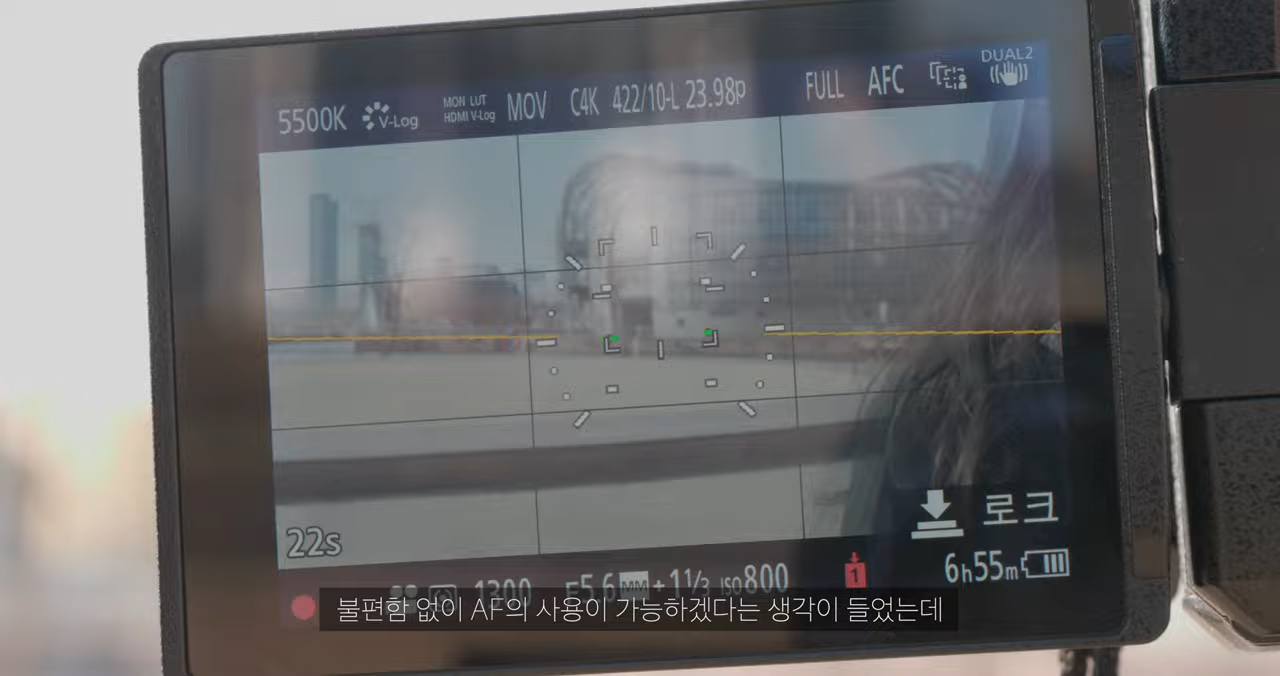 DUAL2
5500K V-Log MON LUT MOV C4K 422/10-L 23.98p FULL AFC
HDMI V-Log
22s
로크
1300 F5.6 MM +1⅓ ISO800 1 6h55m
불편함 없이 AF의 사용이 가능하겠다는 생각이 들었는데